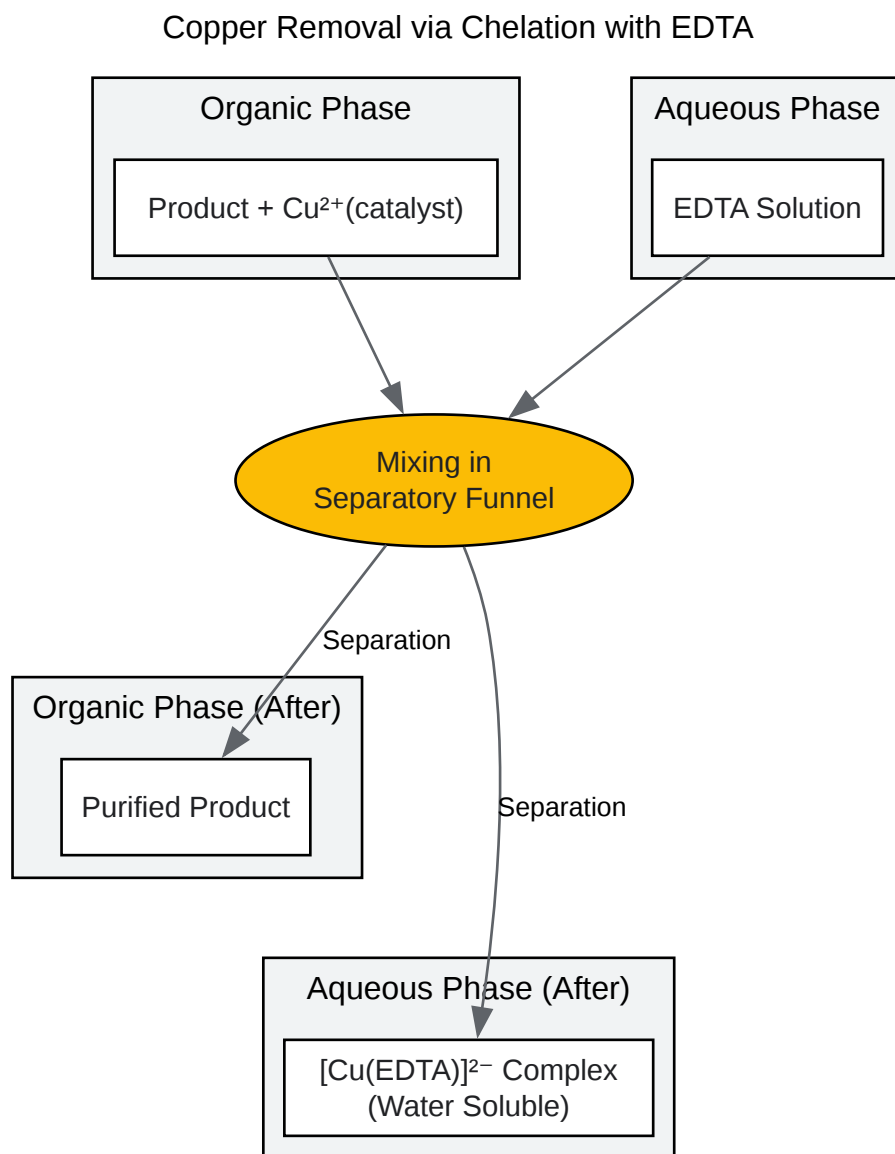 Copper Removal via Chelation with EDTA
Organic Phase
Aqueous Phase
Product + Cu²⁺(catalyst)
EDTA Solution
Mixing in
Separatory Funnel
Separation
Organic Phase (After)
Purified Product
Separation
Aqueous Phase (After)
[Cu(EDTA)]²⁻ Complex
(Water Soluble)